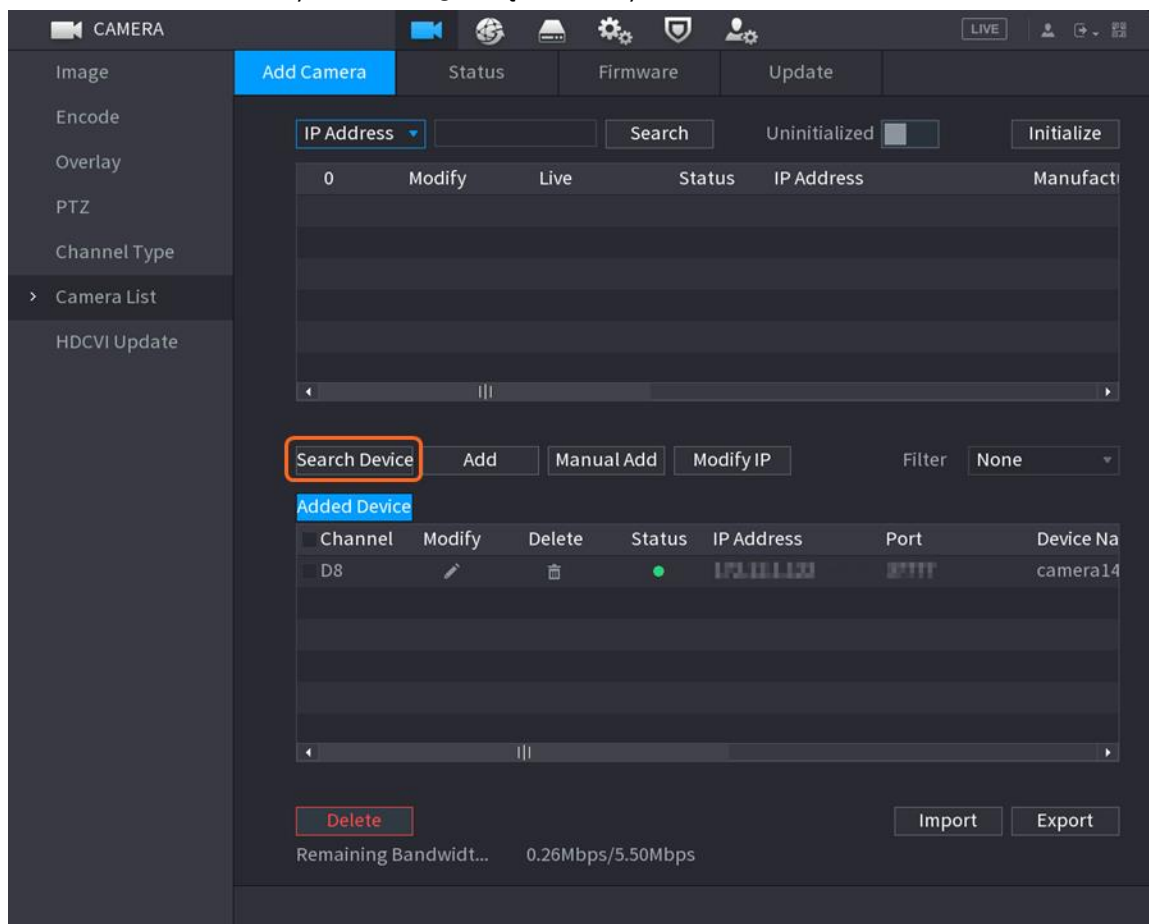 CAMERA
LIVE
Image
Encode
Overlay
PTZ
Channel Type
> Camera List
HDCVI Update
Add Camera Status Firmware Update
IP Address Search Uninitialized Initialize
0 Modify Live Status IP Address Manufactu
Search Device Add Manual Add Modify IP Filter None
Added Device
Channel Modify Delete Status IP Address Port Device Na
D8 camera14
Delete Import Export
Remaining Bandwidt... 0.26Mbps/5.50Mbps